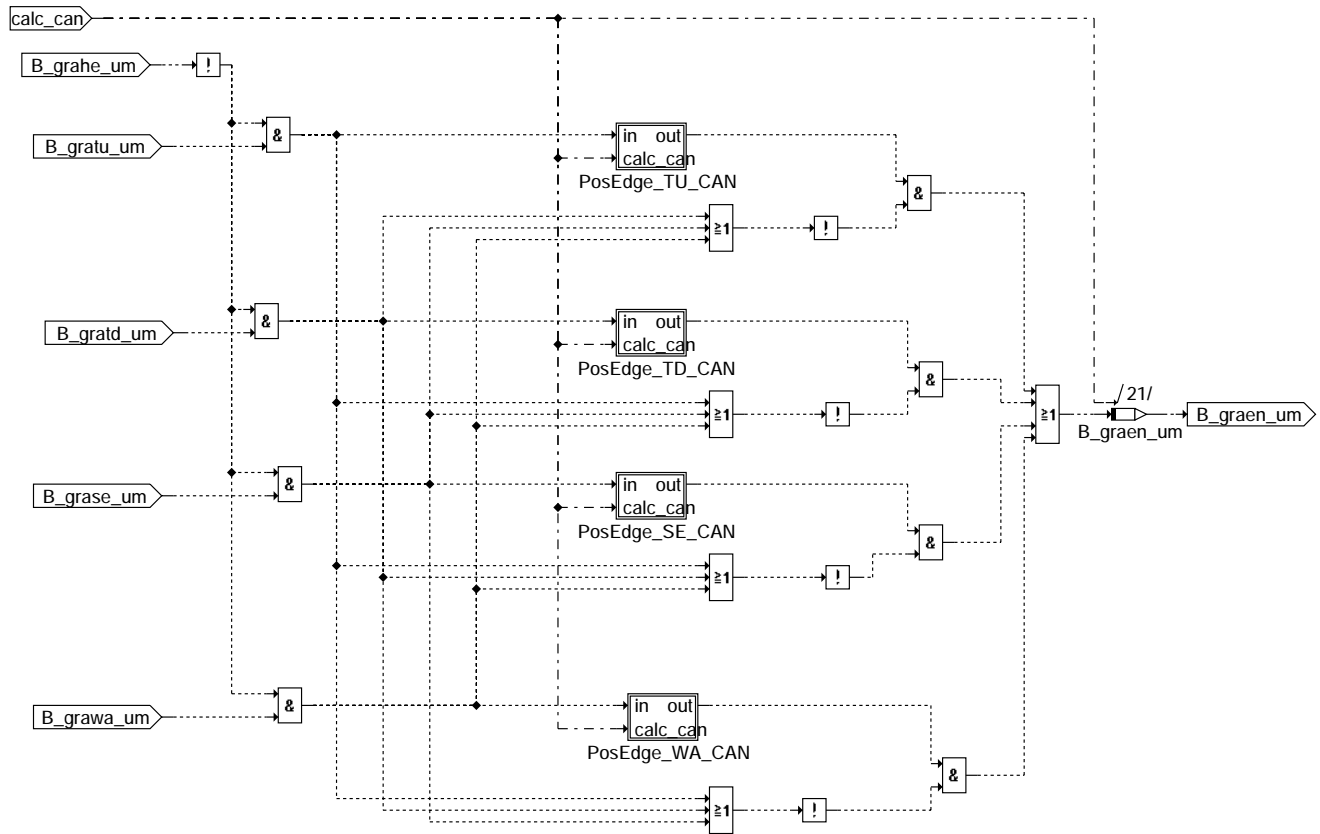 calc_can
B_grahe_um
!
B_gratu_um
&
in out
calc_can
PosEdge_TU_CAN
&
≥1
!
B_gratd_um
&
in out
calc_can
PosEdge_TD_CAN
&
≥1
!
≥1
/21/
B_graen_um
B_graen_um
B_grase_um
&
in out
calc_can
PosEdge_SE_CAN
&
≥1
!
B_grawa_um
&
in out
calc_can
PosEdge_WA_CAN
&
≥1
!